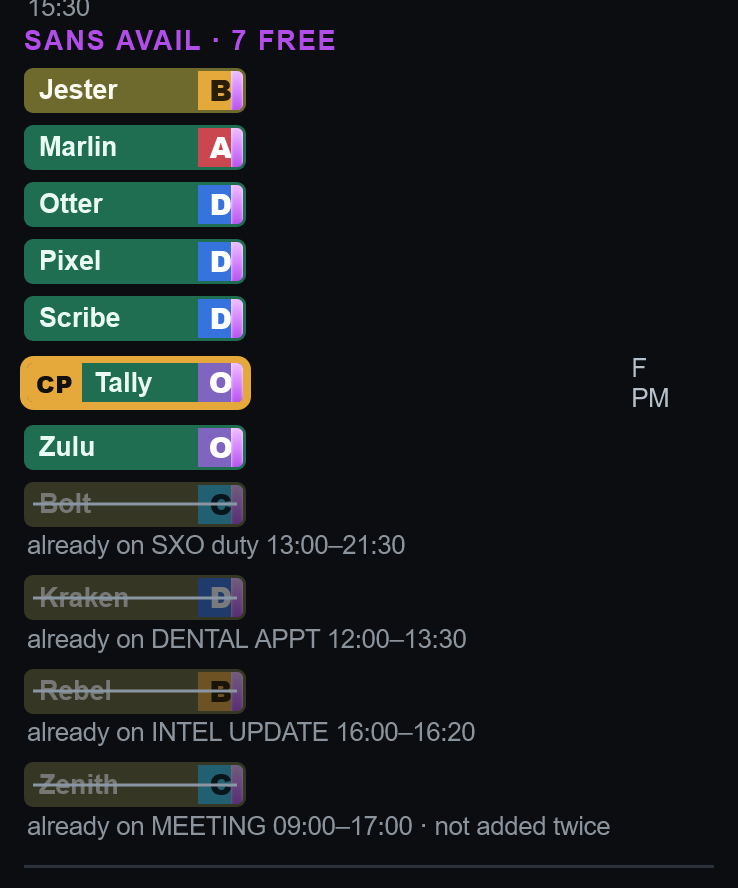 15:30
SANS AVAIL · 7 FREE
Jester B
Marlin A
Otter D
Pixel D
Scribe D
CP Tally O
F
PM
Zulu O
Bolt C
already on SXO duty 13:00–21:30
Kraken D
already on DENTAL APPT 12:00–13:30
Rebel B
already on INTEL UPDATE 16:00–16:20
Zenith C
already on MEETING 09:00–17:00 · not added twice